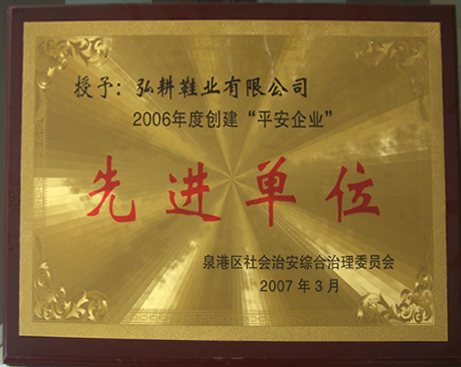 授予：弘耕鞋业有限公司
2006年度创建“平安企业”
先进单位
泉港区社会治安综合治理委员会
2007年3月